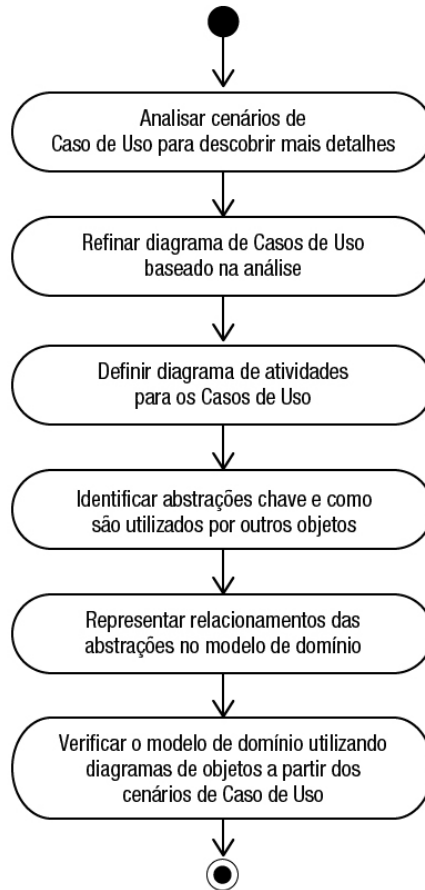 Analisar cenários de
Caso de Uso para descobrir mais detalhes
Refinar diagrama de Casos de Uso
baseado na análise
Definir diagrama de atividades
para os Casos de Uso
Identificar abstrações chave e como
são utilizados por outros objetos
Representar relacionamentos das
abstrações no modelo de domínio
Verificar o modelo de domínio utilizando
diagramas de objetos a partir dos
cenários de Caso de Uso